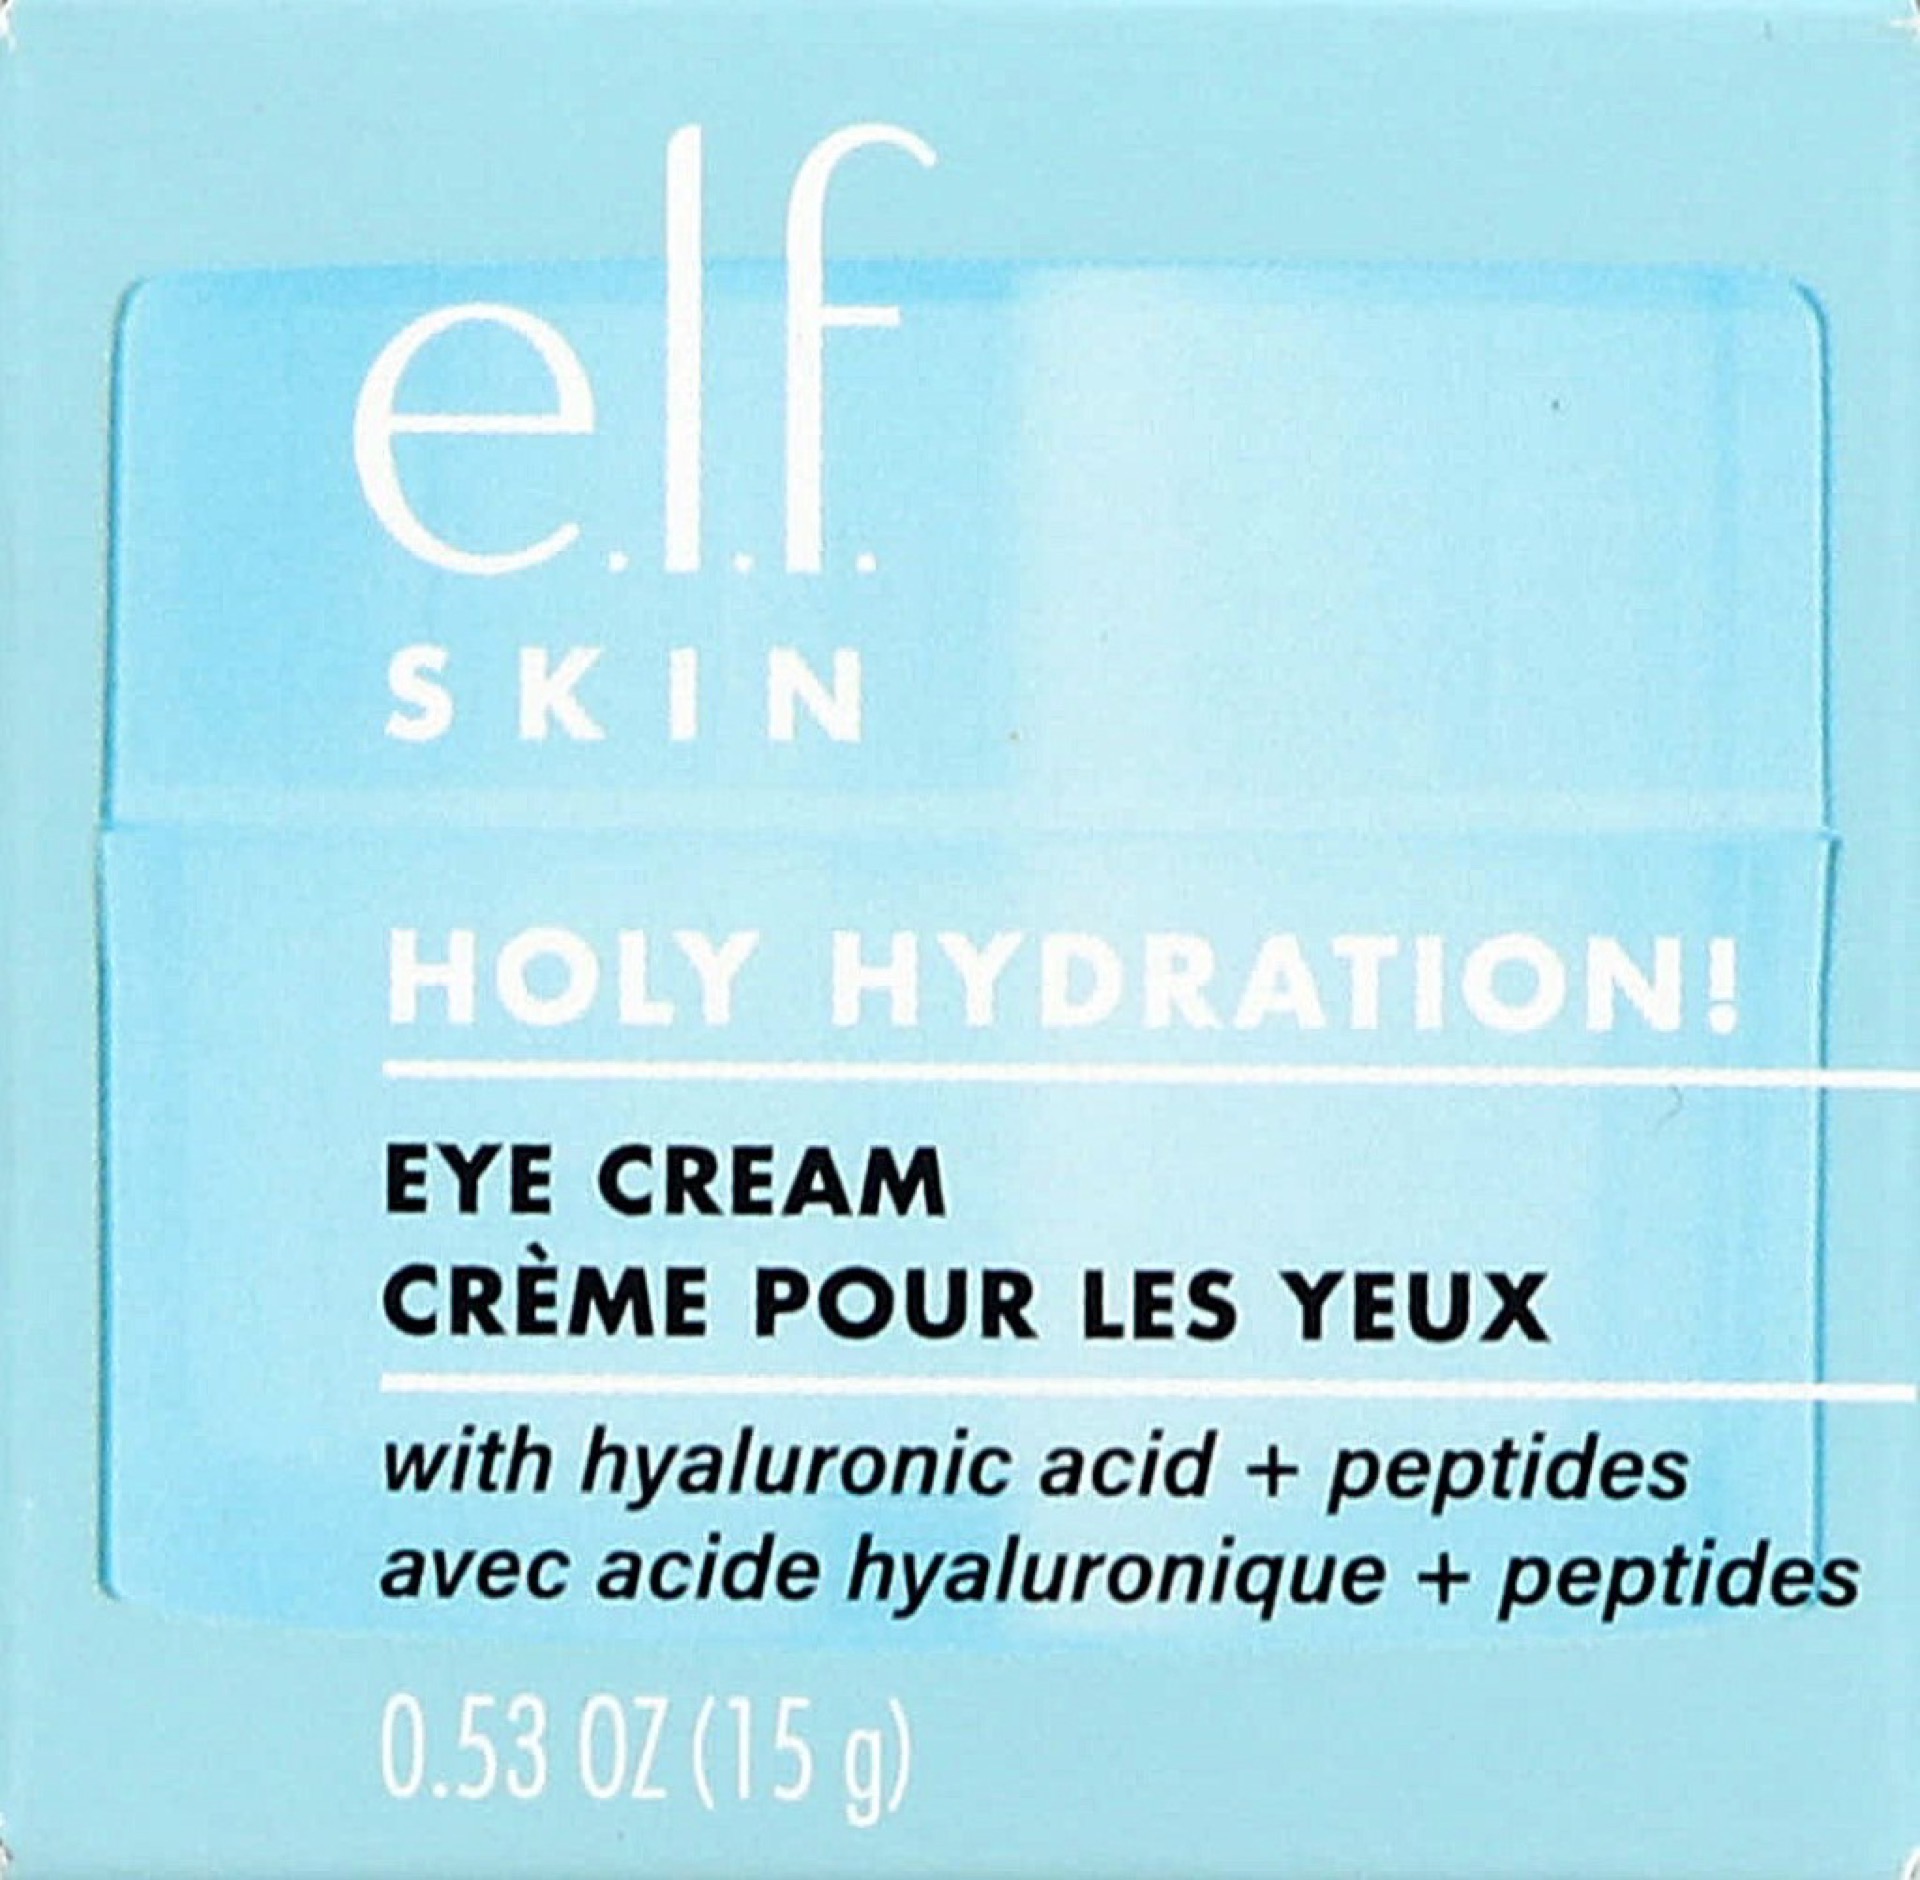 e.l.f.
SKIN
HOLY HYDRATION!
EYE CREAM
CRÈME POUR LES YEUX
with hyaluronic acid + peptides
avec acide hyaluronique + peptides
0.53 OZ (15 g)